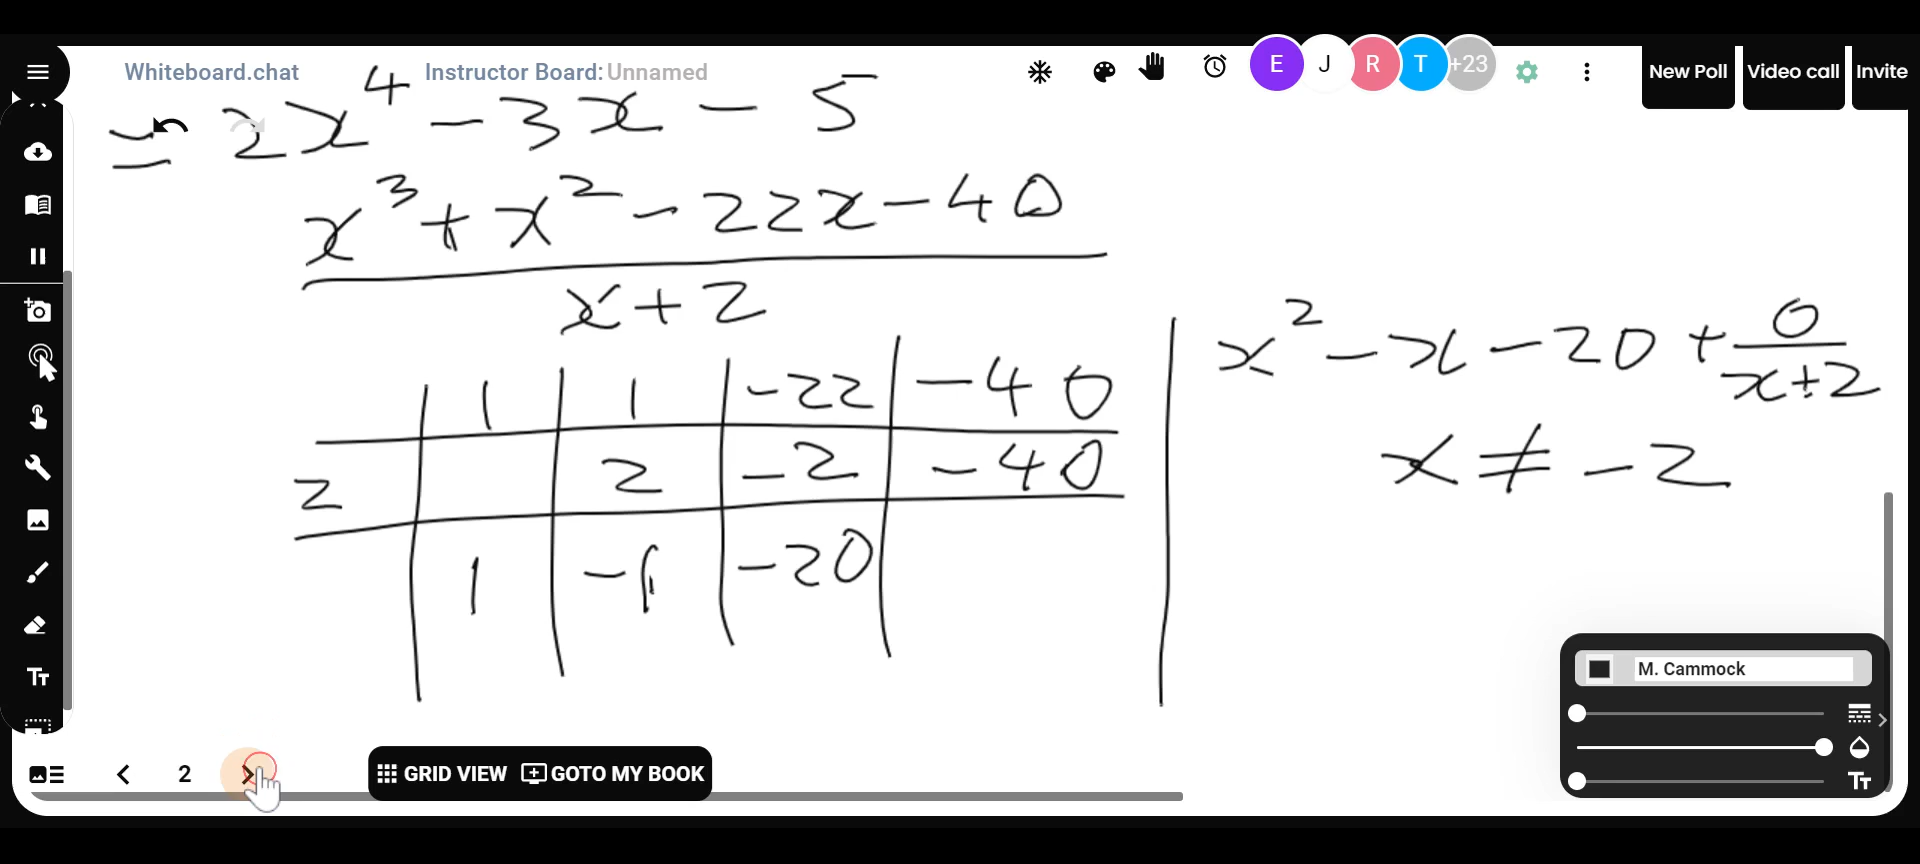 Whiteboard.chat Instructor Board: Unnamed E J R T +23 New Poll Video call Invite
= 2x⁴ - 3x - 5
x³ + x² - 22x - 40
x + 2
x² - x - 20 + 0/(x+2)
x ≠ -2
1 1 -22 -40
2 2 -2 -40
1 -1 -20
M. Cammock
Tт
Tт
2 GRID VIEW GOTO MY BOOK